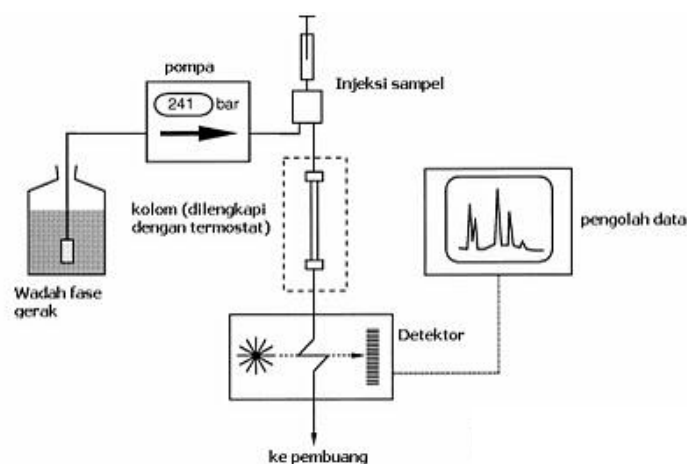 pompa
241 bar
Injeksi sampel
kolom (dilengkapi
dengan termostat)
pengolah data
Wadah fase
gerak
Detektor
ke pembuang